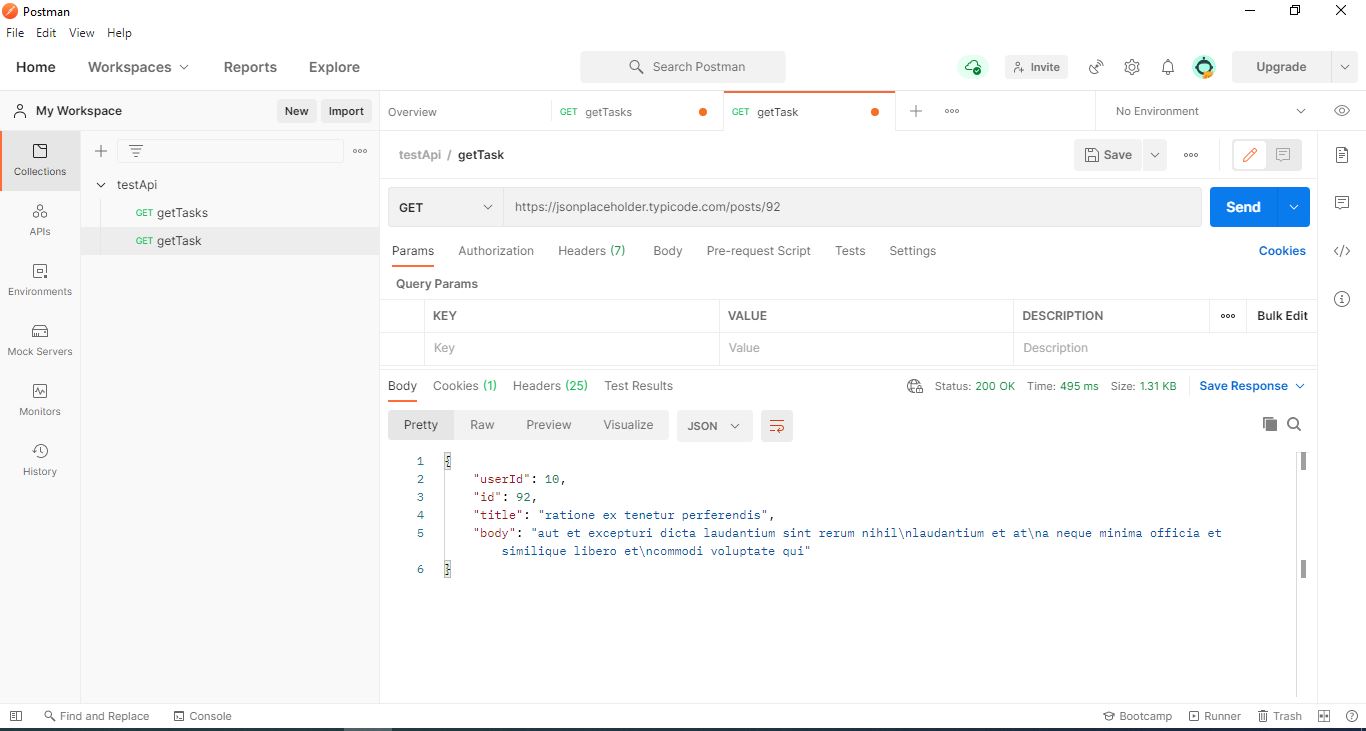 Postman
File Edit View Help
Home Workspaces Reports Explore Search Postman Invite Upgrade
My Workspace New Import Overview GET getTasks GET getTask No Environment
Collections
APIs
Environments
Mock Servers
Monitors
History
testApi
GET getTasks
GET getTask
testApi / getTask Save
GET https://jsonplaceholder.typicode.com/posts/92 Send
Params Authorization Headers (7) Body Pre-request Script Tests Settings Cookies
Query Params
KEY VALUE DESCRIPTION Bulk Edit
Key Value Description
Body Cookies (1) Headers (25) Test Results Status: 200 OK Time: 495 ms Size: 1.31 KB Save Response
Pretty Raw Preview Visualize JSON
1 {
2 "userId": 10,
3 "id": 92,
4 "title": "ratione ex tenetur perferendis",
5 "body": "aut et excepturi dicta laudantium sint rerum nihil\nlaudantium et at\na neque minima officia et
similique libero et\ncommodi voluptate qui"
6 }
Find and Replace Console Bootcamp Runner Trash